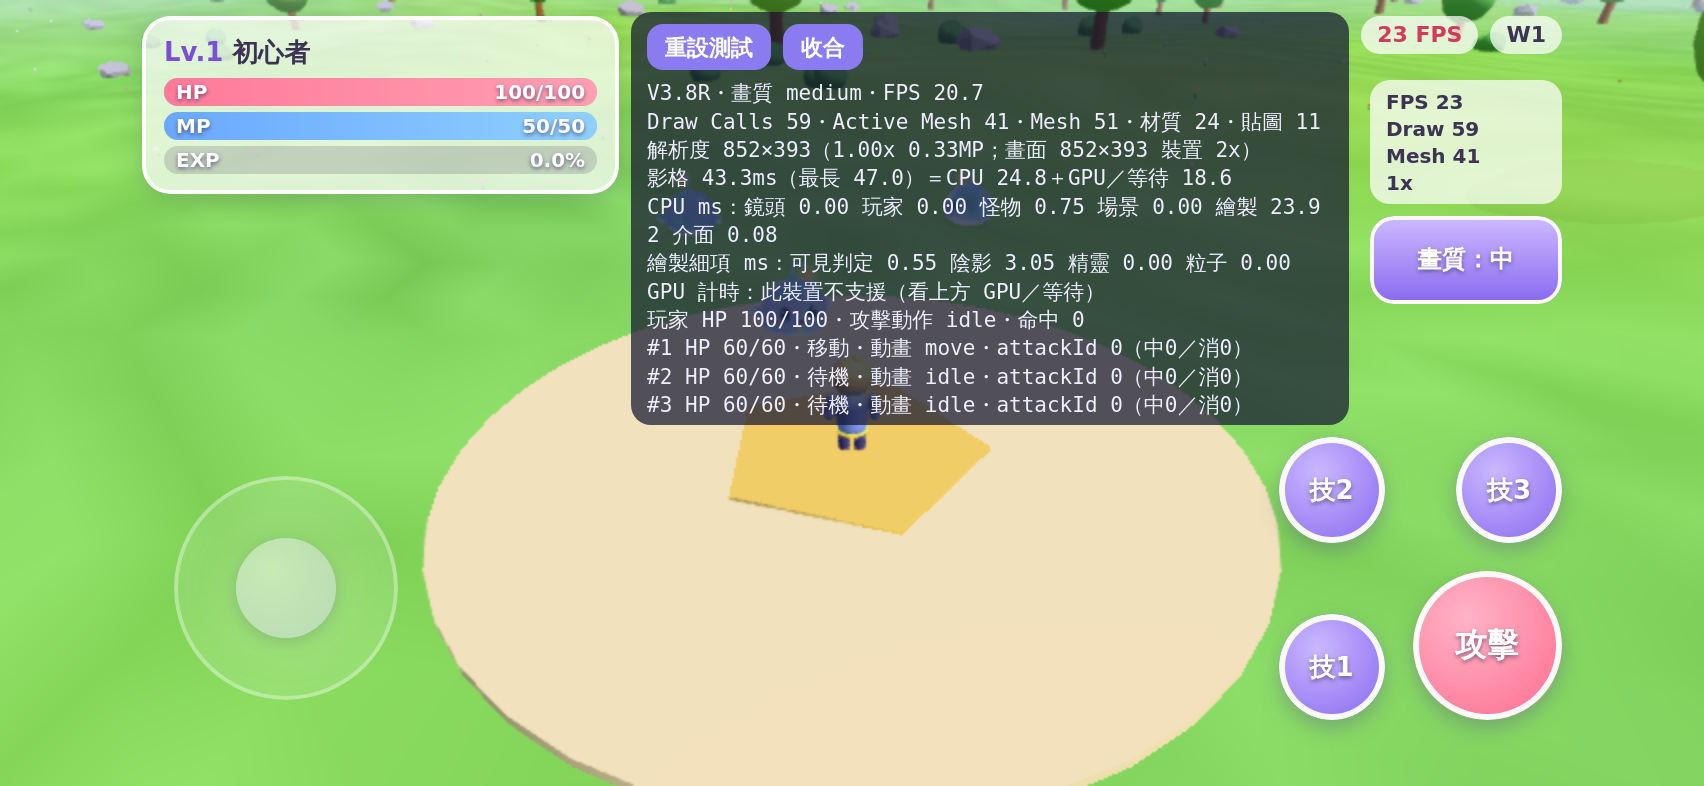 Lv.1 初心者
HP 100/100
MP 50/50
EXP 0.0%
重設測試 收合
V3.8R・畫質 medium・FPS 20.7
Draw Calls 59・Active Mesh 41・Mesh 51・材質 24・貼圖 11
解析度 852×393（1.00x 0.33MP；畫面 852×393 裝置 2x）
影格 43.3ms（最長 47.0）＝CPU 24.8＋GPU／等待 18.6
CPU ms：鏡頭 0.00 玩家 0.00 怪物 0.75 場景 0.00 繪製 23.9
2 介面 0.08
繪製細項 ms：可見判定 0.55 陰影 3.05 精靈 0.00 粒子 0.00
GPU 計時：此裝置不支援（看上方 GPU／等待）
玩家 HP 100/100・攻擊動作 idle・命中 0
#1 HP 60/60・移動・動畫 move・attackId 0（中0／消0）
#2 HP 60/60・待機・動畫 idle・attackId 0（中0／消0）
#3 HP 60/60・待機・動畫 idle・attackId 0（中0／消0）
23 FPS W1
FPS 23
Draw 59
Mesh 41
1x
畫質：中
技2 技3
技1 攻擊